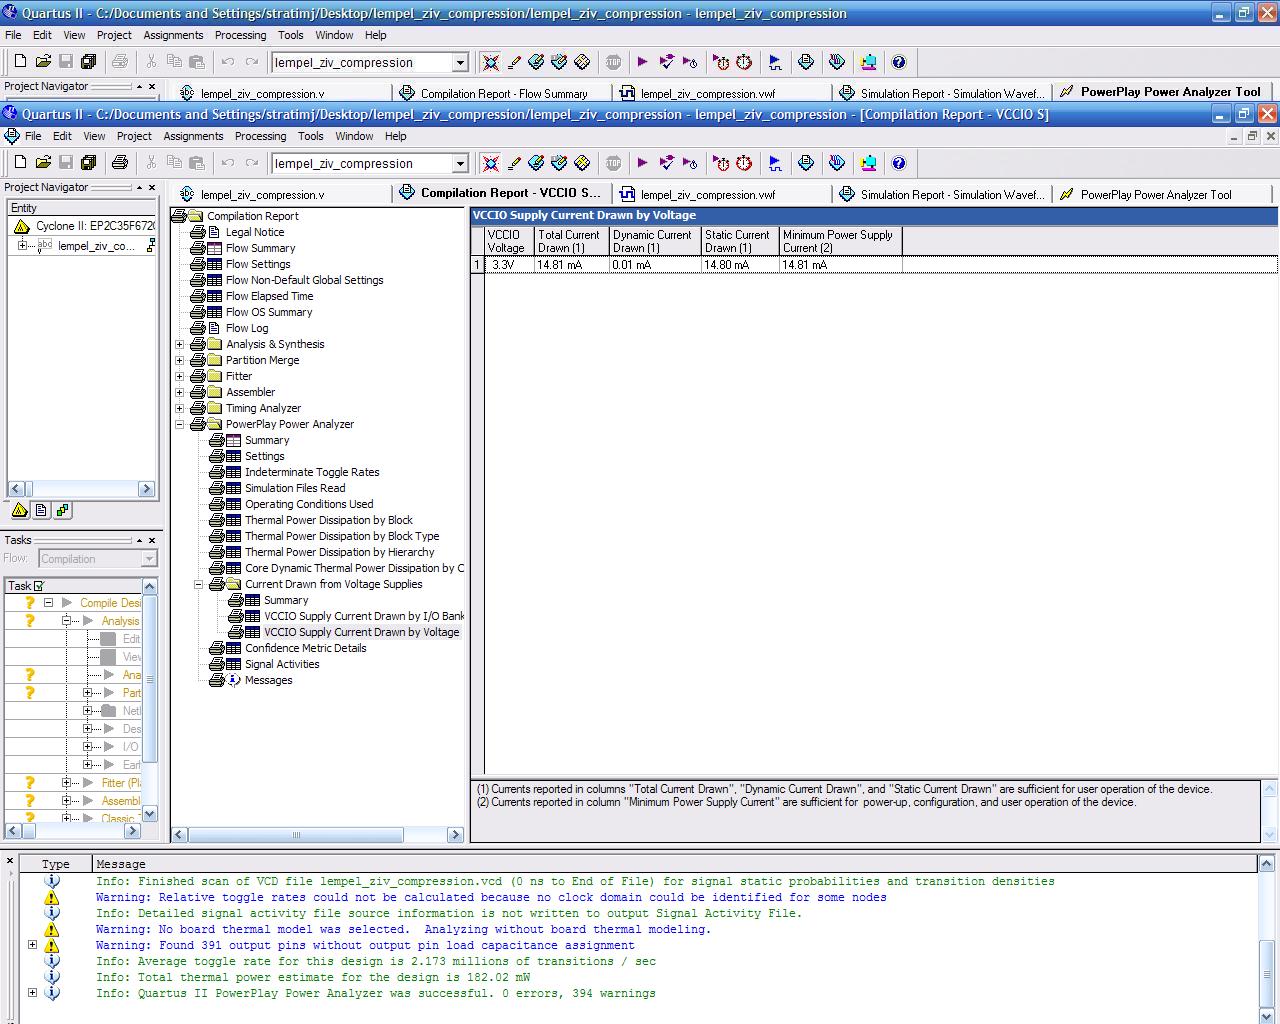 Quartus II - C:/Documents and Settings/stratimj/Desktop/lempel_ziv_compression/lempel_ziv_compression - lempel_ziv_compression
File Edit View Project Assignments Processing Tools Window Help
lempel_ziv_compression
Project Navigator
lempel_ziv_compression.v
Compilation Report - Flow Summary
lempel_ziv_compression.vwf
Simulation Report - Simulation Wavef...
PowerPlay Power Analyzer Tool
Quartus II - C:/Documents and Settings/stratimj/Desktop/lempel_ziv_compression/lempel_ziv_compression - lempel_ziv_compression - [Compilation Report - VCCIO S]
File Edit View Project Assignments Processing Tools Window Help
lempel_ziv_compression
STOP
Project Navigator
lempel_ziv_compression.v
Compilation Report - VCCIO S...
lempel_ziv_compression.vwf
Simulation Report - Simulation Wavef...
PowerPlay Power Analyzer Tool
Entity
Cyclone II: EP2C35F672C
lempel_ziv_co...
Tasks
Flow: Compilation
Task
Compile Desi
Analysis
Edit
View
Ana
Part
Netl
Des
I/O
Earl
Fitter (Pl
Assembl
Classic
Compilation Report
Legal Notice
Flow Summary
Flow Settings
Flow Non-Default Global Settings
Flow Elapsed Time
Flow OS Summary
Flow Log
Analysis & Synthesis
Partition Merge
Fitter
Assembler
Timing Analyzer
PowerPlay Power Analyzer
Summary
Settings
Indeterminate Toggle Rates
Simulation Files Read
Operating Conditions Used
Thermal Power Dissipation by Block
Thermal Power Dissipation by Block Type
Thermal Power Dissipation by Hierarchy
Core Dynamic Thermal Power Dissipation by C
Current Drawn from Voltage Supplies
Summary
VCCIO Supply Current Drawn by I/O Bank
VCCIO Supply Current Drawn by Voltage
Confidence Metric Details
Signal Activities
Messages
VCCIO Supply Current Drawn by Voltage
VCCIO Voltage Total Current Drawn (1) Dynamic Current Drawn (1) Static Current Drawn (1) Minimum Power Supply Current (2)
1 3.3V 14.81 mA 0.01 mA 14.80 mA 14.81 mA
(1) Currents reported in columns "Total Current Drawn", "Dynamic Current Drawn", and "Static Current Drawn" are sufficient for user operation of the device.
(2) Currents reported in column "Minimum Power Supply Current" are sufficient for power-up, configuration, and user operation of the device.
Type Message
Info: Finished scan of VCD file lempel_ziv_compression.vcd (0 ns to End of File) for signal static probabilities and transition densities
Warning: Relative toggle rates could not be calculated because no clock domain could be identified for some nodes
Info: Detailed signal activity file source information is not written to output Signal Activity File.
Warning: No board thermal model was selected. Analyzing without board thermal modeling.
Warning: Found 391 output pins without output pin load capacitance assignment
Info: Average toggle rate for this design is 2.173 millions of transitions / sec
Info: Total thermal power estimate for the design is 182.02 mW
Info: Quartus II PowerPlay Power Analyzer was successful. 0 errors, 394 warnings